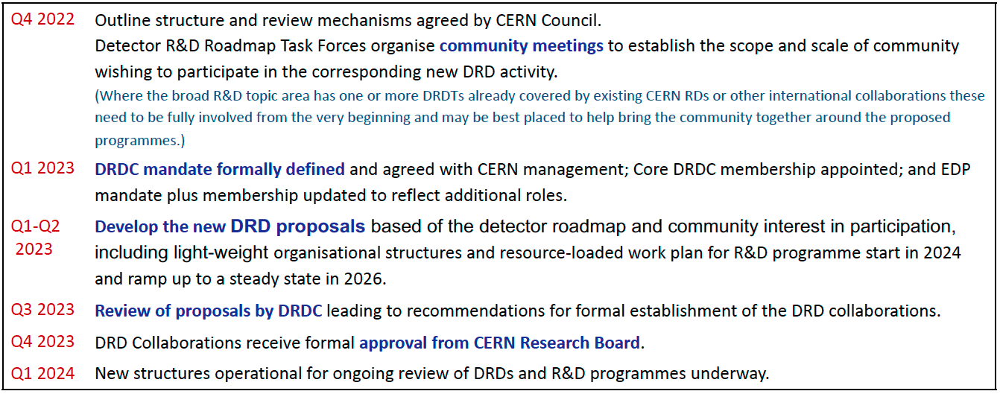 Q4 2022 Outline structure and review mechanisms agreed by CERN Council.
Detector R&D Roadmap Task Forces organise community meetings to establish the scope and scale of community
wishing to participate in the corresponding new DRD activity.
(Where the broad R&D topic area has one or more DRDTs already covered by existing CERN RDs or other international collaborations these
need to be fully involved from the very beginning and may be best placed to help bring the community together around the proposed
programmes.)
Q1 2023 DRDC mandate formally defined and agreed with CERN management; Core DRDC membership appointed; and EDP
mandate plus membership updated to reflect additional roles.
Q1-Q2 Develop the new DRD proposals based of the detector roadmap and community interest in participation,
2023 including light-weight organisational structures and resource-loaded work plan for R&D programme start in 2024
and ramp up to a steady state in 2026.
Q3 2023 Review of proposals by DRDC leading to recommendations for formal establishment of the DRD collaborations.
Q4 2023 DRD Collaborations receive formal approval from CERN Research Board.
Q1 2024 New structures operational for ongoing review of DRDs and R&D programmes underway.